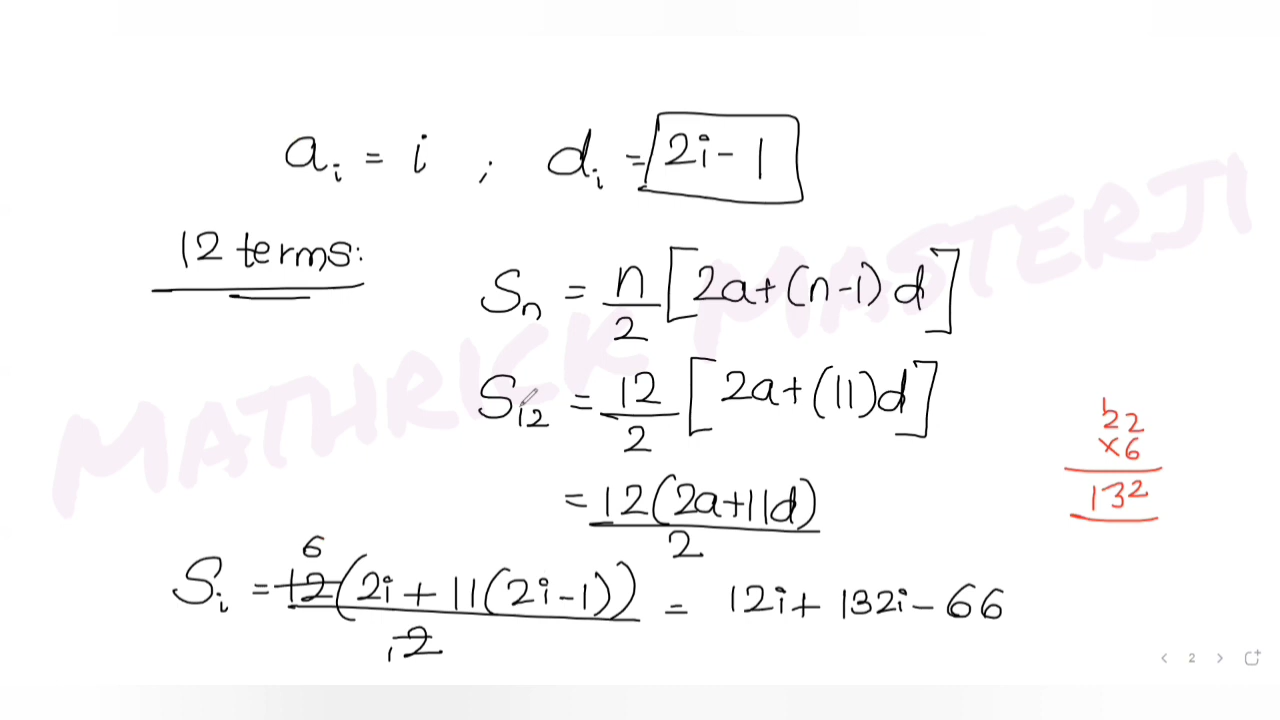 aᵢ = i ; dᵢ = 2i - 1
12 terms:
Sₙ = n/2 [2a + (n-1) d]
S₁₂ = 12/2 [2a + (11)d]
= 12(2a+11d)/2
22
×6
132
6
Sᵢ = 12(2i + 11(2i-1))/2 = 12i + 132i - 66
MATHRICK MASTERJI
< 2 >